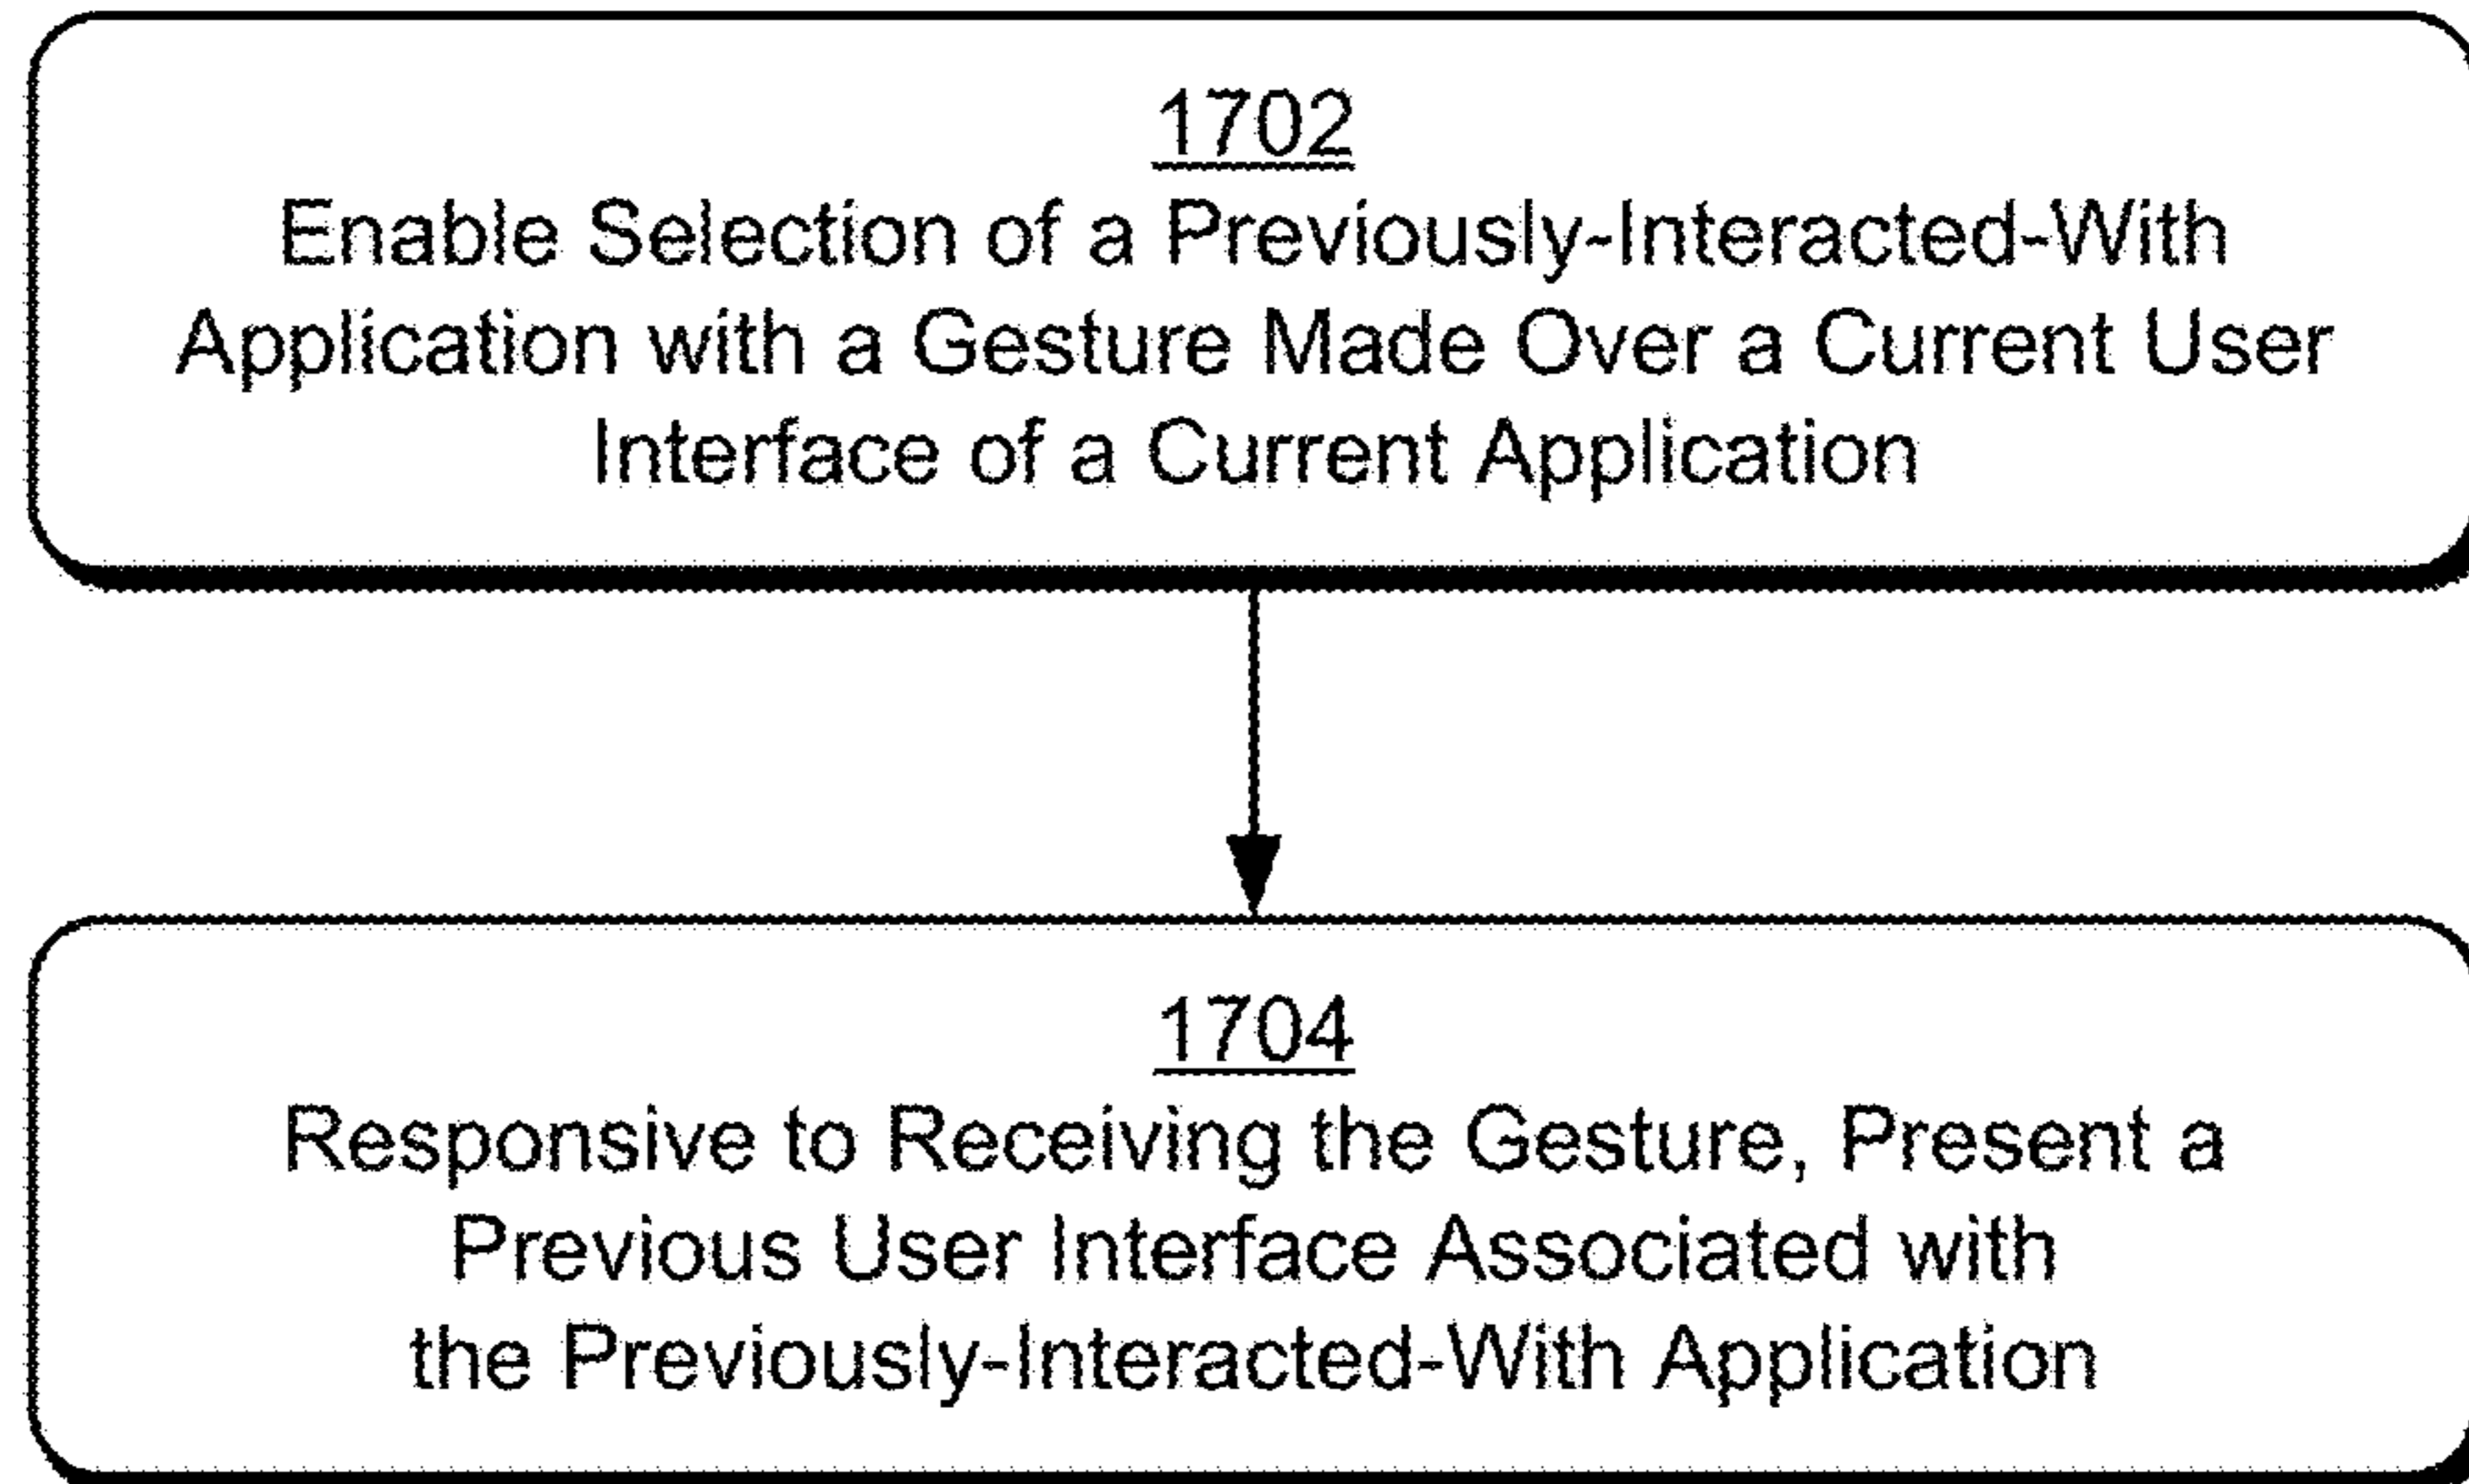 1702
Enable Selection of a Previously-Interacted-With
Application with a Gesture Made Over a Current User
Interface of a Current Application
1704
Responsive to Receiving the Gesture, Present a
Previous User Interface Associated with
the Previously-Interacted-With Application